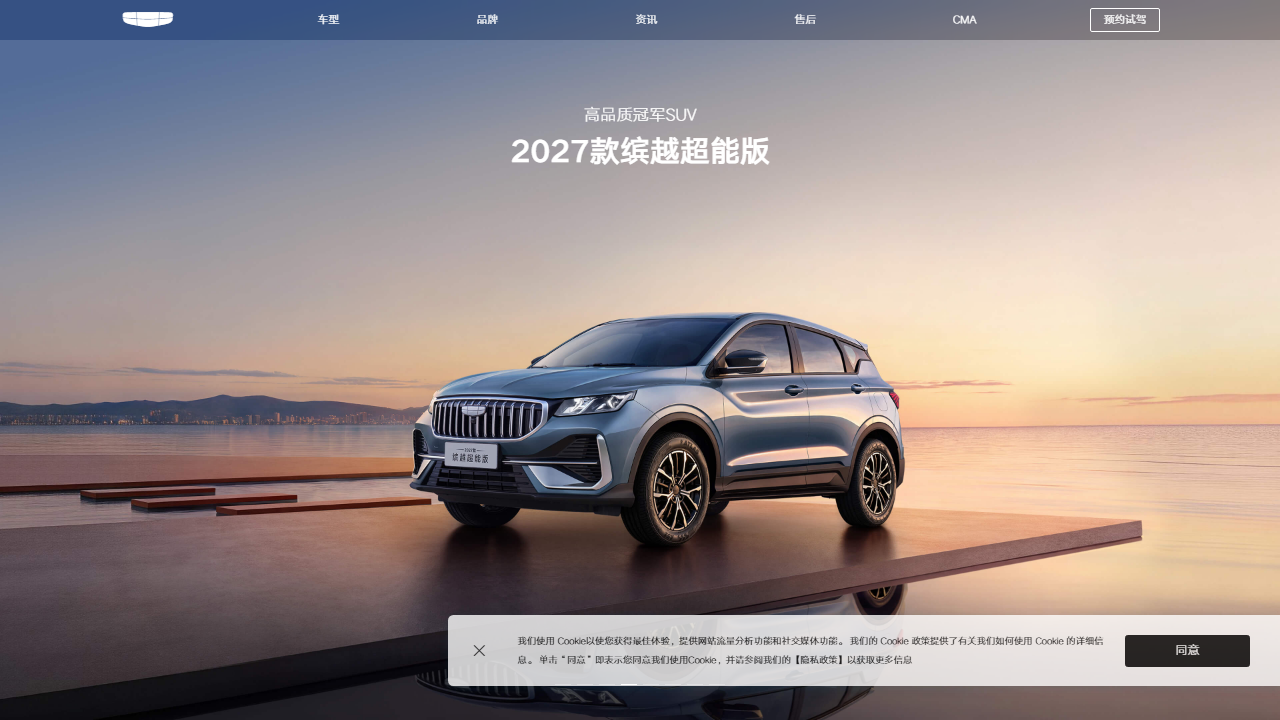 车型
品牌
资讯
售后
CMA
预约试驾
高品质冠军SUV
2027款缤越超能版
缤越超能版
我们使用 Cookie以使您获得最佳体验，提供网站流量分析功能和社交媒体功能。 我们的 Cookie 政策提供了有关我们如何使用 Cookie 的详细信
息。 单击“同意”即表示您同意我们使用Cookie，并请参阅我们的【隐私政策】以获取更多信息
同意